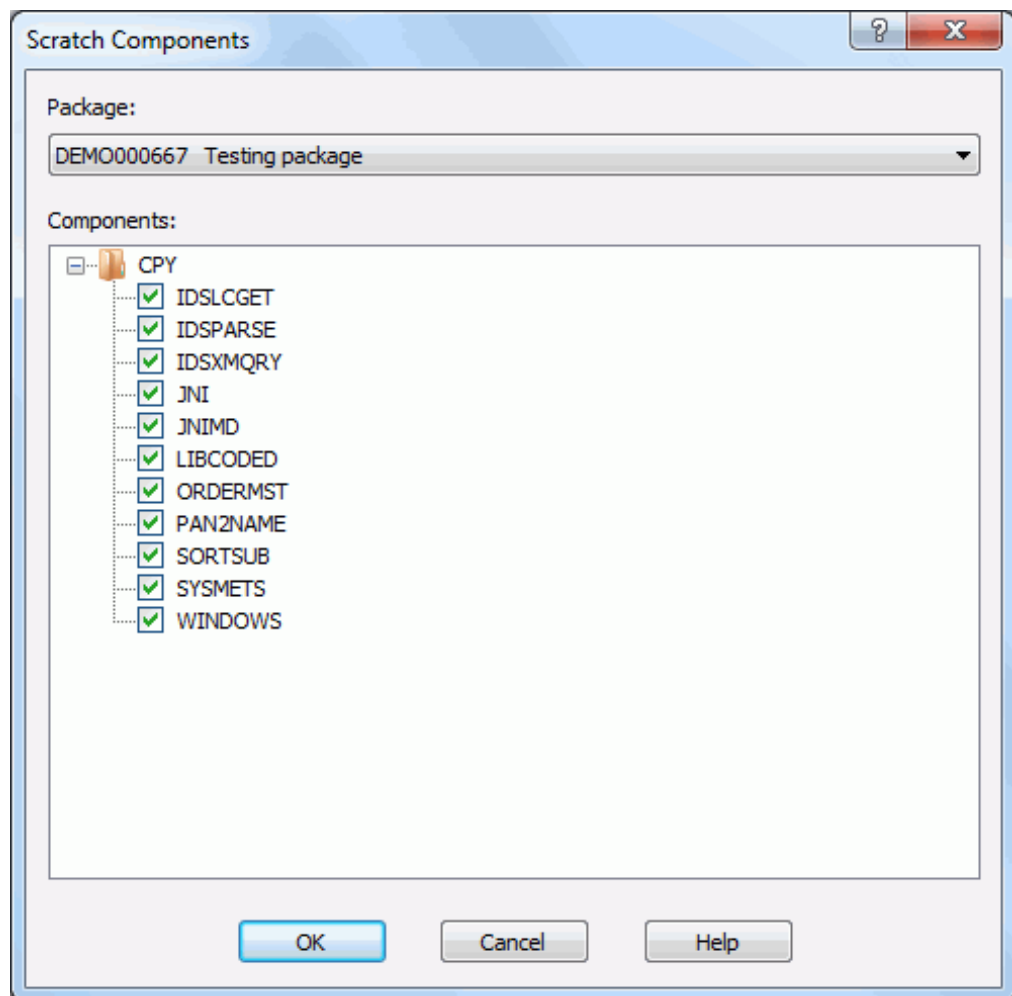 Scratch Components
?
X
Package:
DEMO000667 Testing package
Components:
CPY
IDSLCGET
IDSPARSE
IDSXMQRY
JNI
JNIMD
LIBCODED
ORDERMST
PAN2NAME
SORTSUB
SYSMETS
WINDOWS
OK Cancel Help